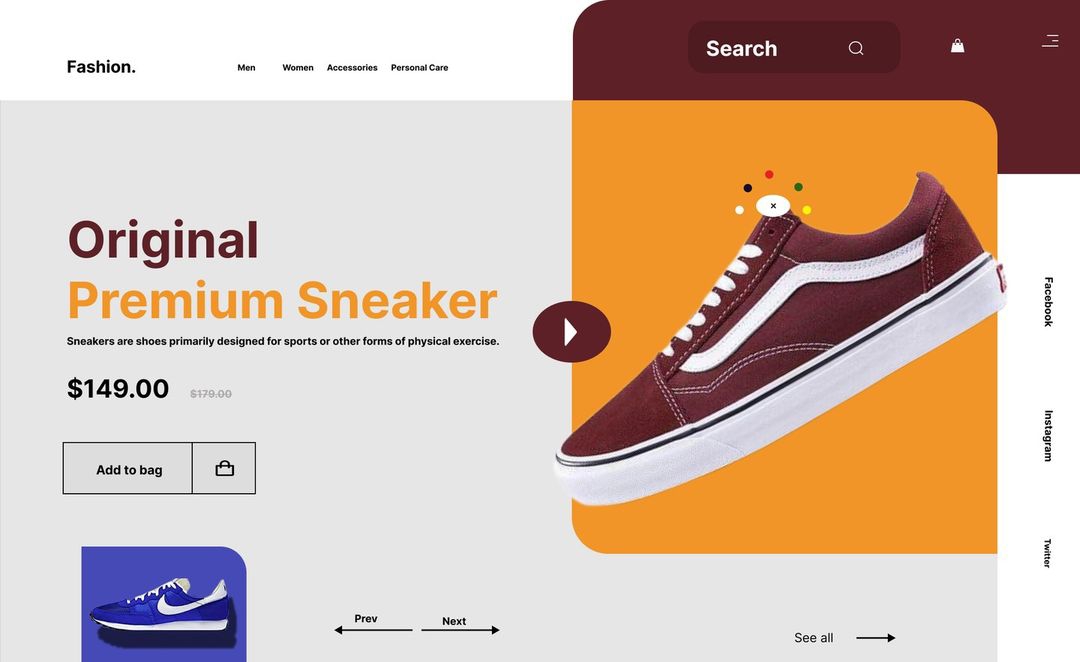 Search
Fashion.
Men
Women
Accessories
Personal Care
Original
Premium Sneaker
Sneakers are shoes primarily designed for sports or other forms of physical exercise.
$149.00
$179.00
Add to bag
Facebook
Instagram
Twitter
Prev
Next
See all